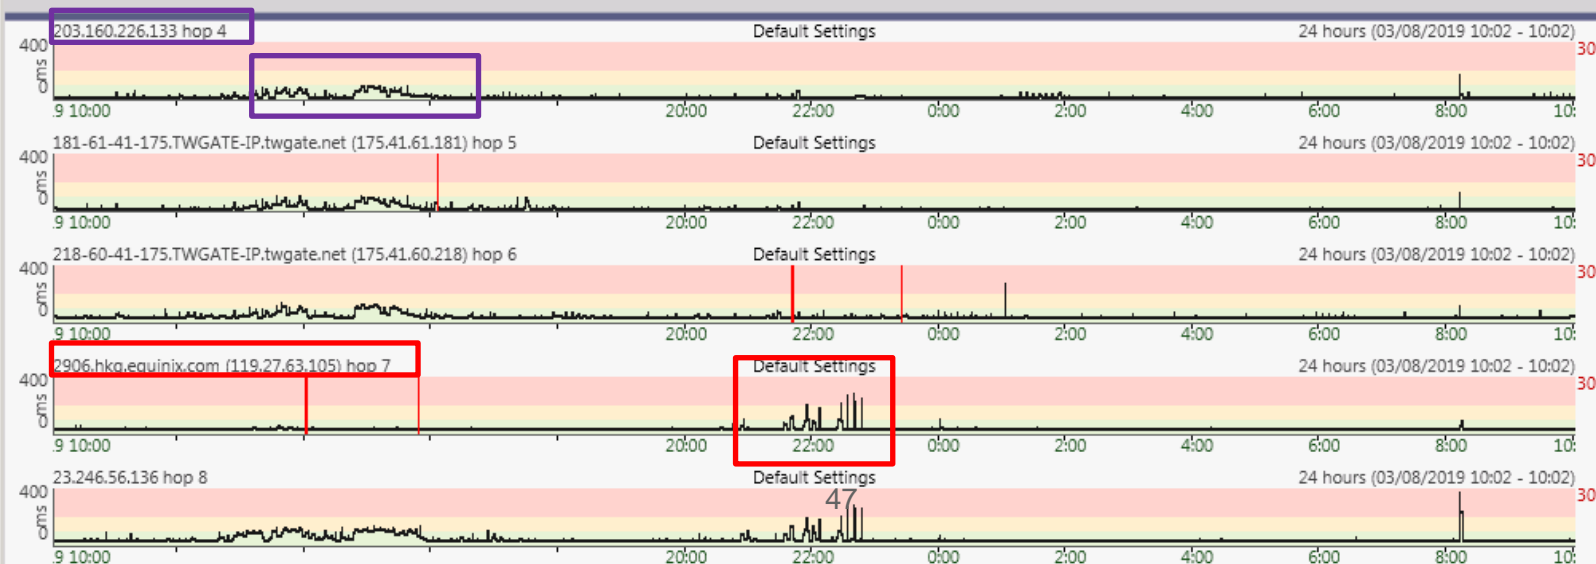 203.160.226.133 hop 4 Default Settings 24 hours (03/08/2019 10:02 - 10:02)
400 30
0 ms
.9 10:00 20:00 22:00 0:00 2:00 4:00 6:00 8:00 10:
181-61-41-175.TWGATE-IP.twgate.net (175.41.61.181) hop 5 Default Settings 24 hours (03/08/2019 10:02 - 10:02)
400 30
0 ms
.9 10:00 20:00 22:00 0:00 2:00 4:00 6:00 8:00 10:
218-60-41-175.TWGATE-IP.twgate.net (175.41.60.218) hop 6 Default Settings 24 hours (03/08/2019 10:02 - 10:02)
400 30
0 ms
.9 10:00 20:00 22:00 0:00 2:00 4:00 6:00 8:00 10:
2906.hkg.equinix.com (119.27.63.105) hop 7 Default Settings 24 hours (03/08/2019 10:02 - 10:02)
400 30
0 ms
.9 10:00 20:00 22:00 0:00 2:00 4:00 6:00 8:00 10:
23.246.56.136 hop 8 Default Settings 24 hours (03/08/2019 10:02 - 10:02)
400 47 30
0 ms
.9 10:00 20:00 22:00 0:00 2:00 4:00 6:00 8:00 10: